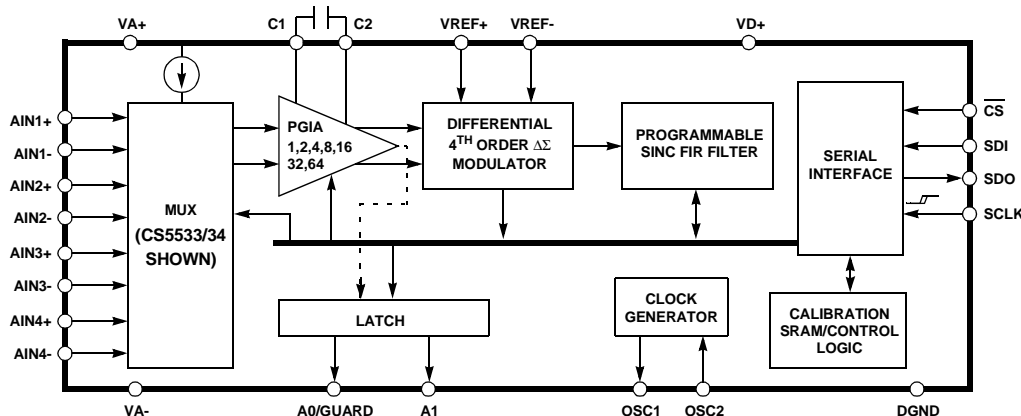 C1
C2
VA+
VREF+
VREF-
VD+
AIN1+
AIN1-
AIN2+
AIN2-
AIN3+
AIN3-
AIN4+
AIN4-
MUX
(CS5533/34
SHOWN)
PGIA
1,2,4,8,16
32,64
DIFFERENTIAL
4TH ORDER ΔΣ
MODULATOR
PROGRAMMABLE
SINC FIR FILTER
SERIAL
INTERFACE
CS
SDI
SDO
SCLK
LATCH
CLOCK
GENERATOR
CALIBRATION
SRAM/CONTROL
LOGIC
VA-
A0/GUARD
A1
OSC1
OSC2
DGND